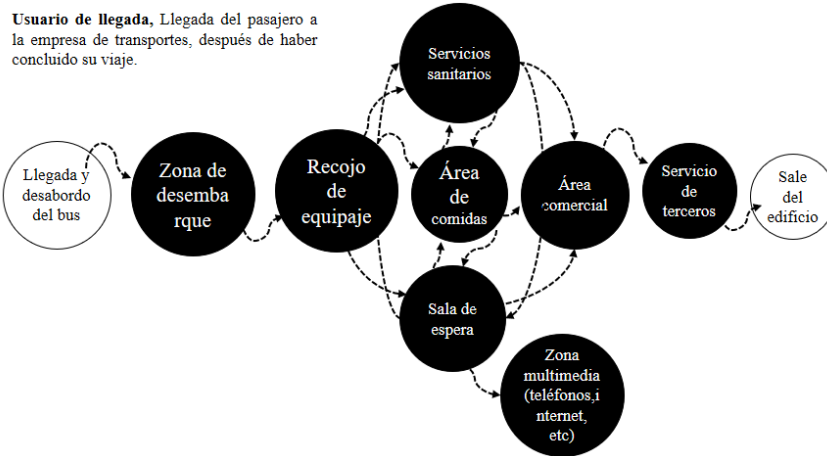 Usuario de llegada, Llegada del pasajero a
la empresa de transportes, después de haber
concluido su viaje.
Servicios
sanitarios
Llegada y
desabordo
del bus
Zona de
desemba
rque
Recojo
de
equipaje
Área
de
comidas
Área
comercial
Servicio
de
terceros
Sale
del
edificio
Sala de
espera
Zona
multimedia
(teléfonos,i
nternet,
etc)